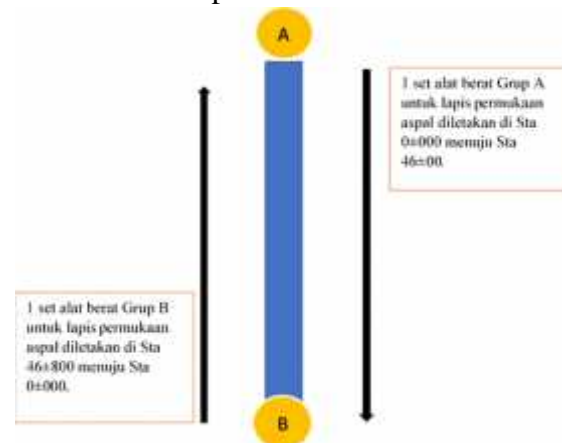 A
1 set alat berat Grup A
untuk lapis permukaan
aspal diletakan di Sta
0±000 menuju Sta
46±00.
1 set alat berat Grup B
untuk lapis permukaan
aspal diletakan di Sta
46±800 menuju Sta
0±000.
B